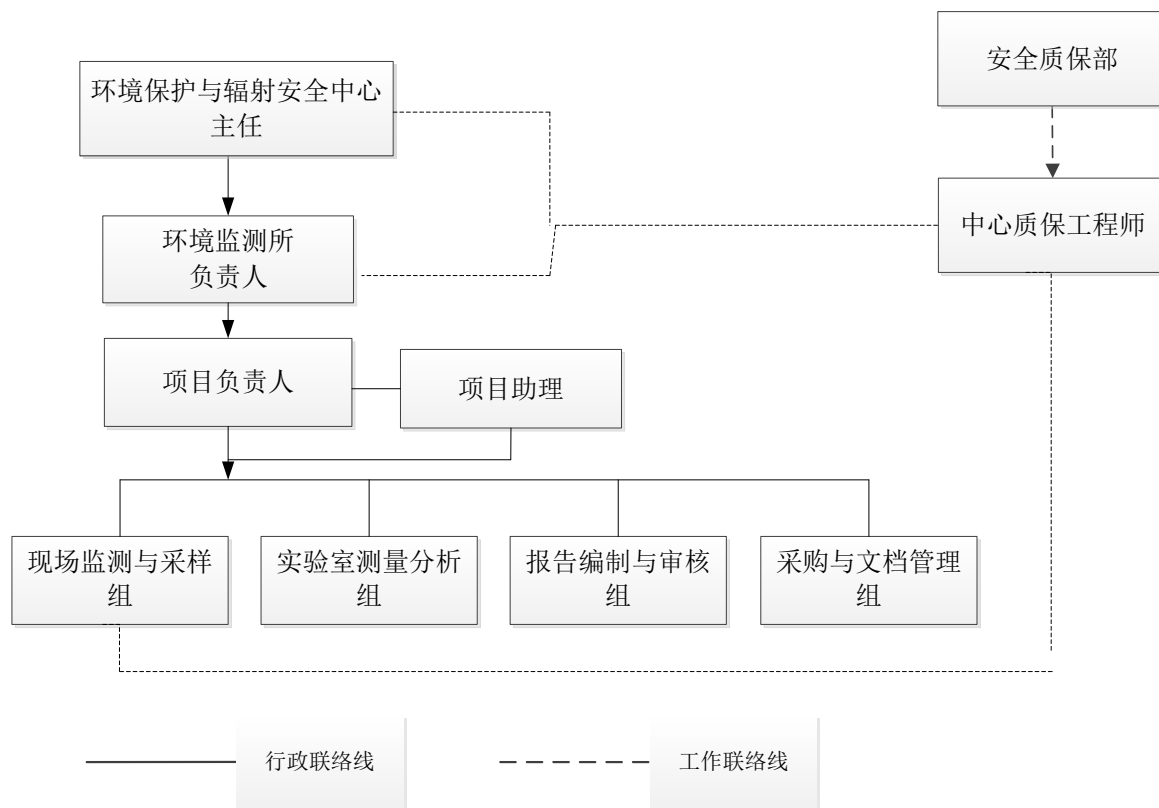 安全质保部
环境保护与辐射安全中心
主任
中心质保工程师
环境监测所
负责人
项目负责人
项目助理
现场监测与采样
组
实验室测量分析
组
报告编制与审核
组
采购与文档管理
组
行政联络线
工作联络线